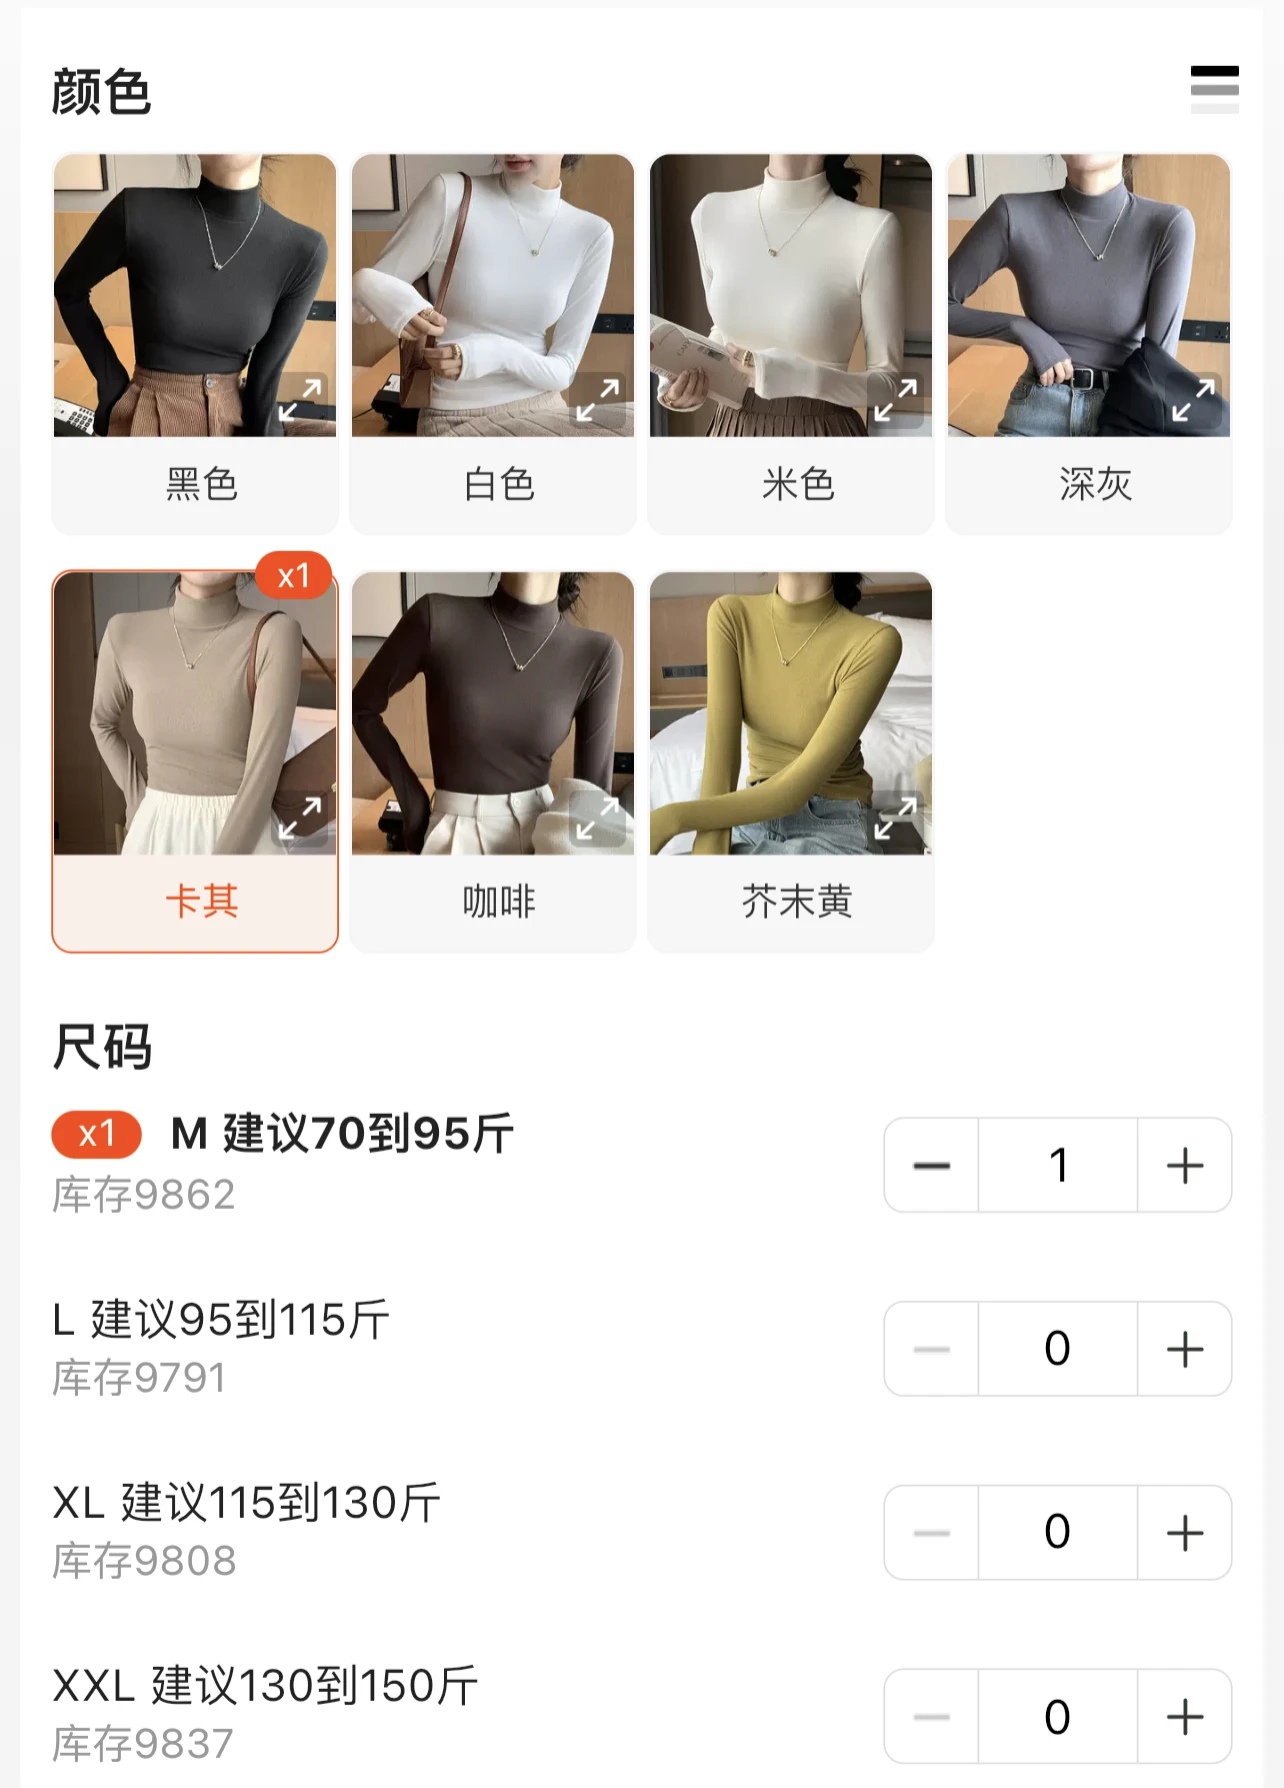 颜色
黑色
白色
米色
深灰
x1
卡其
咖啡
芥末黄
尺码
x1 M 建议70到95斤
库存9862
1
L 建议95到115斤
库存9791
0
XL 建议115到130斤
库存9808
0
XXL 建议130到150斤
库存9837
0